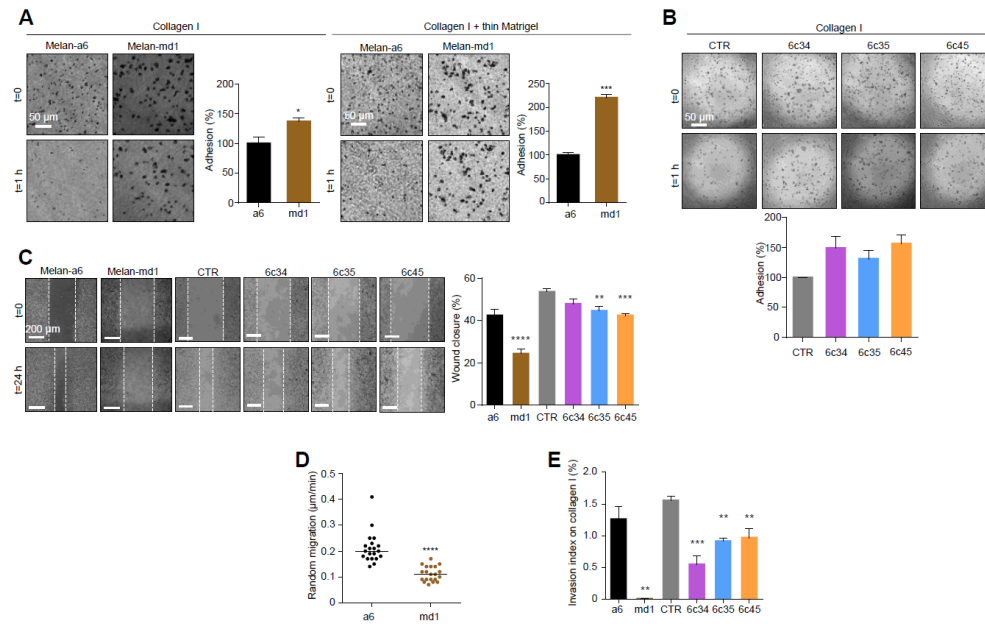 A
Collagen I
Melan-a6 Melan-md1
t=0
50 µm
t=1 h
Adhesion (%)
200
150
100
50
0
*
a6 md1
Collagen I + thin Matrigel
Melan-a6 Melan-md1
t=0
t=1 h
Adhesion (%)
250
200
150
100
50
0
***
a6 md1
B
Collagen I
CTR 6c34 6c35 6c45
t=0
50 µm
t=1 h
Adhesion (%)
200
150
100
50
0
CTR 6c34 6c35 6c45
C
Melan-a6 Melan-md1 CTR 6c34 6c35 6c45
t=0
200 µm
t=24 h
Wound closure (%)
60
40
20
0
**** ** ***
a6 md1 CTR 6c34 6c35 6c45
D
Random migration (µm/min)
0.5
0.4
0.3
0.2
0.1
0
****
a6 md1
E
Invasion index on collagen I (%)
2.0
1.5
1.0
0.5
0
** *** ** **
a6 md1 CTR 6c34 6c35 6c45